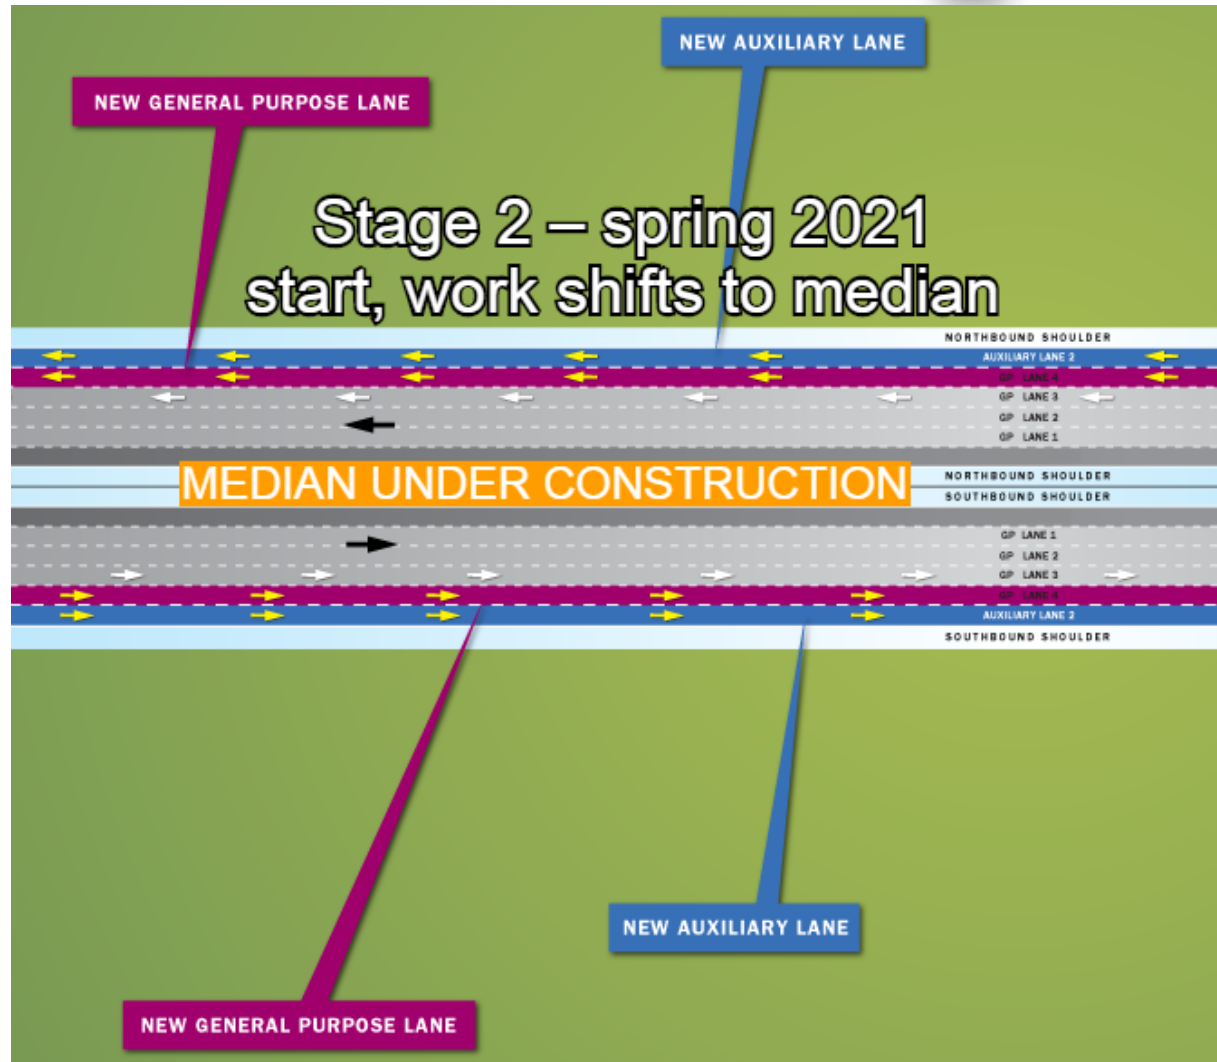 NEW AUXILIARY LANE
NEW GENERAL PURPOSE LANE
Stage 2 – spring 2021
start, work shifts to median
NORTHBOUND SHOULDER
AUXILIARY LANE 2
GP LANE 4
GP LANE 3
GP LANE 2
GP LANE 1
MEDIAN UNDER CONSTRUCTION
NORTHBOUND SHOULDER
SOUTHBOUND SHOULDER
GP LANE 1
GP LANE 2
GP LANE 3
GP LANE 4
AUXILIARY LANE 2
SOUTHBOUND SHOULDER
NEW AUXILIARY LANE
NEW GENERAL PURPOSE LANE